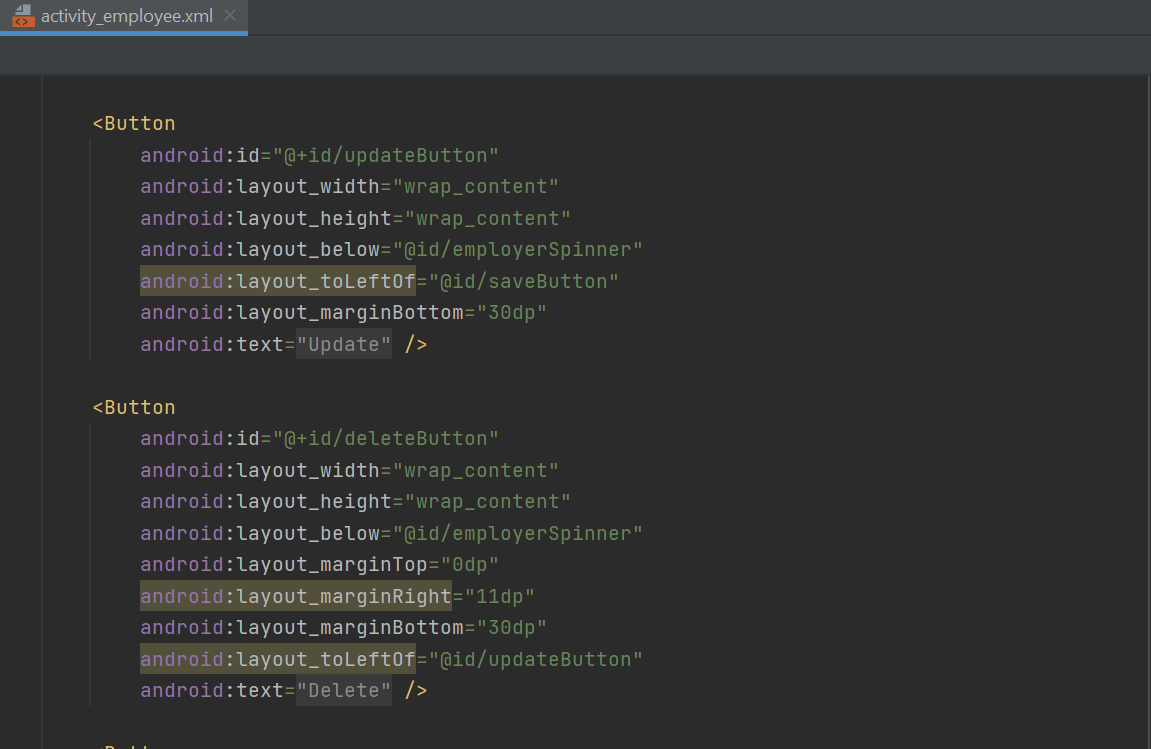 activity_employee.xml
<Button
android:id="@+id/updateButton"
android:layout_width="wrap_content"
android:layout_height="wrap_content"
android:layout_below="@id/employerSpinner"
android:layout_toLeftOf="@id/saveButton"
android:layout_marginBottom="30dp"
android:text="Update" />
<Button
android:id="@+id/deleteButton"
android:layout_width="wrap_content"
android:layout_height="wrap_content"
android:layout_below="@id/employerSpinner"
android:layout_marginTop="0dp"
android:layout_marginRight="11dp"
android:layout_marginBottom="30dp"
android:layout_toLeftOf="@id/updateButton"
android:text="Delete" />